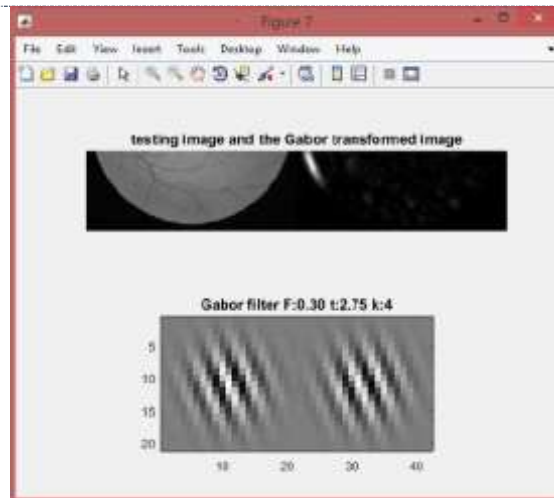 Figure 7
File Edit View Insert Tools Desktop Window Help
testing image and the Gabor transformed image
Gabor filter F:0.30 t:2.75 k:4
5
10
15
20
10 20 30 40